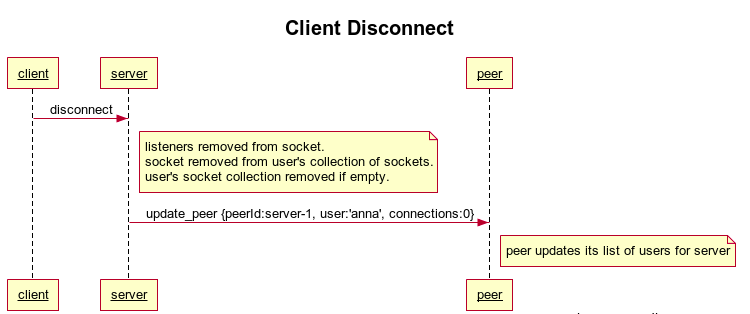 Client Disconnect
client server peer
disconnect
listeners removed from socket.
socket removed from user's collection of sockets.
user's socket collection removed if empty.
update_peer {peerId:server-1, user:'anna', connections:0}
peer updates its list of users for server
client server peer